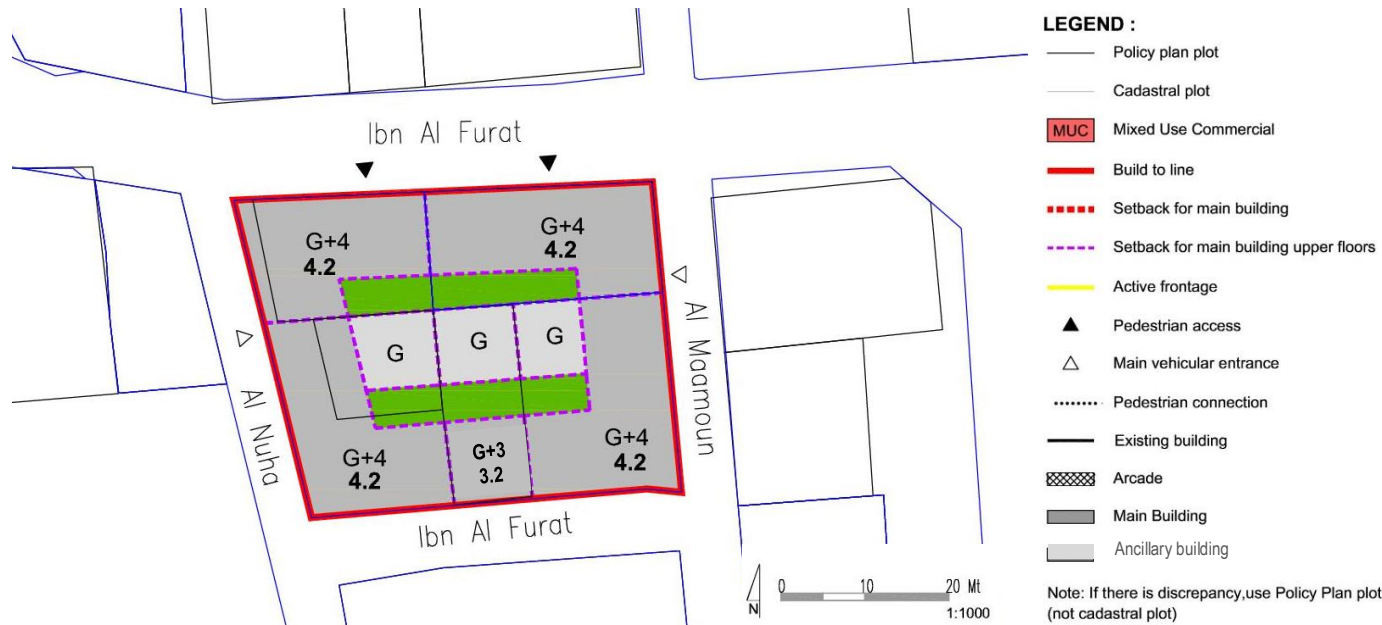 Ibn Al Furat
G+4
4.2
G+4
4.2
Al Nuha
Al Maamoun
G
G
G
G+4
4.2
G+3
3.2
G+4
4.2
Ibn Al Furat
N
0 10 20 Mt
1:1000
LEGEND :
Policy plan plot
Cadastral plot
MUC Mixed Use Commercial
Build to line
Setback for main building
Setback for main building upper floors
Active frontage
Pedestrian access
Main vehicular entrance
Pedestrian connection
Existing building
Arcade
Main Building
Ancillary building
Note: If there is discrepancy,use Policy Plan plot
(not cadastral plot)